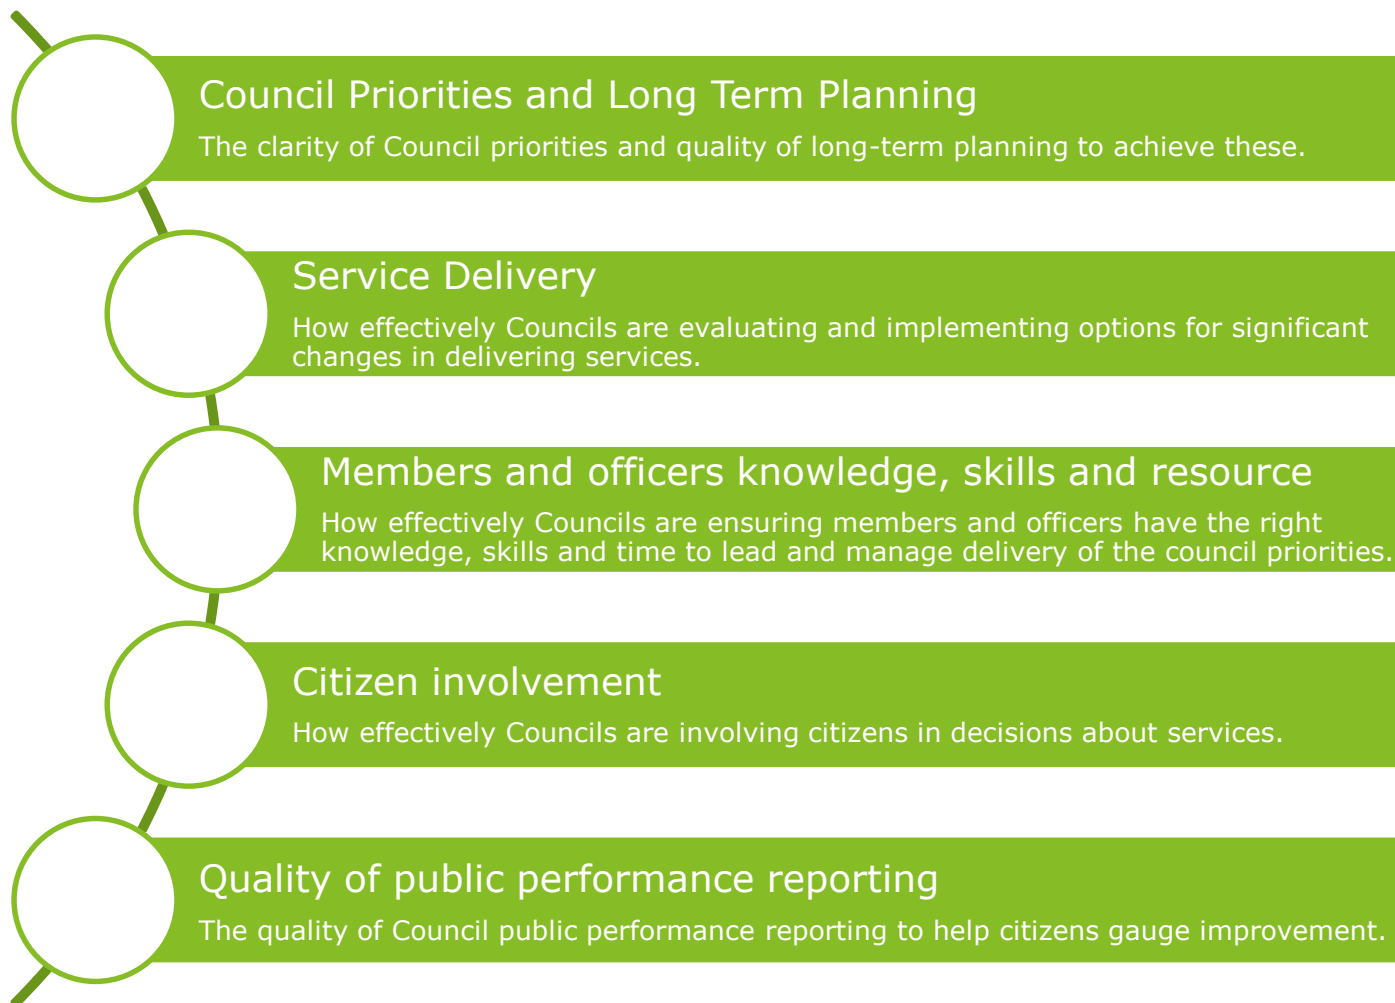 Council Priorities and Long Term Planning
The clarity of Council priorities and quality of long-term planning to achieve these.
Service Delivery
How effectively Councils are evaluating and implementing options for significant
changes in delivering services.
Members and officers knowledge, skills and resource
How effectively Councils are ensuring members and officers have the right
knowledge, skills and time to lead and manage delivery of the council priorities.
Citizen involvement
How effectively Councils are involving citizens in decisions about services.
Quality of public performance reporting
The quality of Council public performance reporting to help citizens gauge improvement.